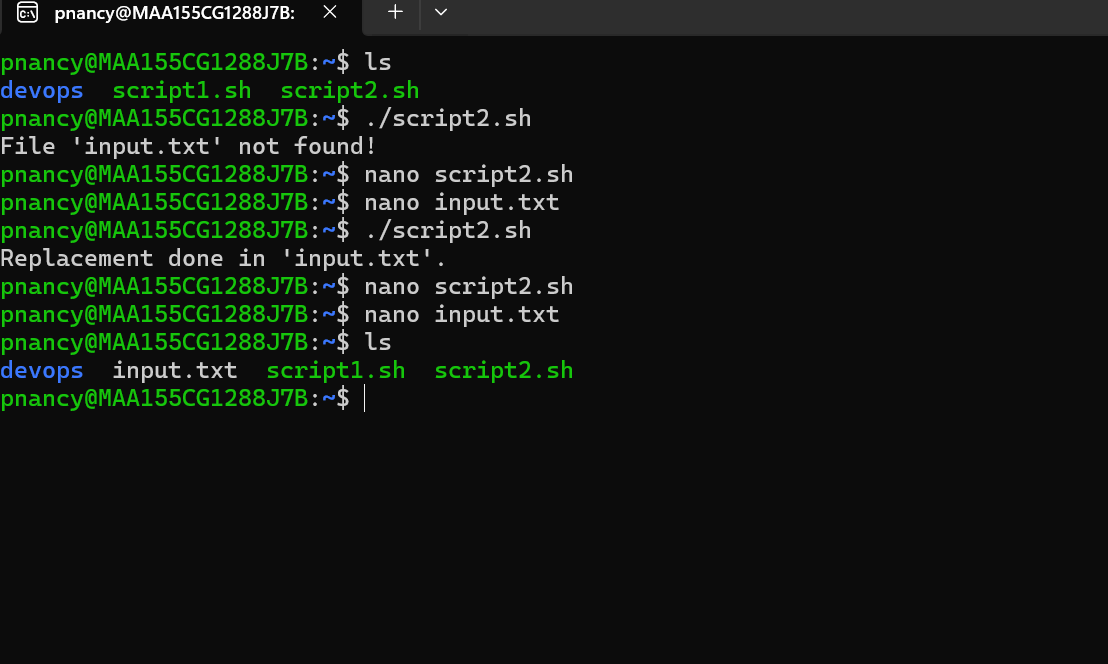 pnancy@MAA155CG1288J7B:
pnancy@MAA155CG1288J7B:~$ ls
devops  script1.sh  script2.sh
pnancy@MAA155CG1288J7B:~$ ./script2.sh
File 'input.txt' not found!
pnancy@MAA155CG1288J7B:~$ nano script2.sh
pnancy@MAA155CG1288J7B:~$ nano input.txt
pnancy@MAA155CG1288J7B:~$ ./script2.sh
Replacement done in 'input.txt'.
pnancy@MAA155CG1288J7B:~$ nano script2.sh
pnancy@MAA155CG1288J7B:~$ nano input.txt
pnancy@MAA155CG1288J7B:~$ ls
devops  input.txt  script1.sh  script2.sh
pnancy@MAA155CG1288J7B:~$